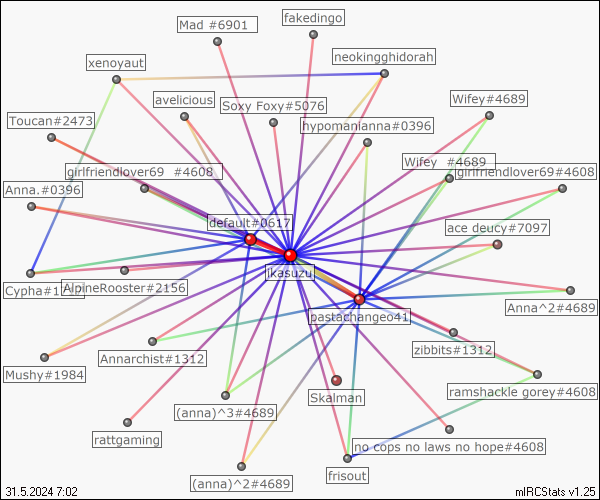 fakedingo
Mad #6901
neokingghidorah
xenoyaut
avelicious
Soxy Foxy#5076
Wifey#4689
Toucan#2473
hypomanianna#0396
Wifey #4689
girlfriendlover69 #4608
girlfriendlover69#4608
Anna.#0396
default#0617
ace deucy#7097
jkasuzu
Cypha#1
AlpineRooster#2156
Anna^2#4689
pastachangeo41
zibbits#1312
Annarchist#1312
Mushy#1984
ramshackle gorey#4608
Skalman
(anna)^3#4689
rattgaming
no cops no laws no hope#4608
frisout
(anna)^2#4689
31.5.2024 7:02
mIRCStats v1.25